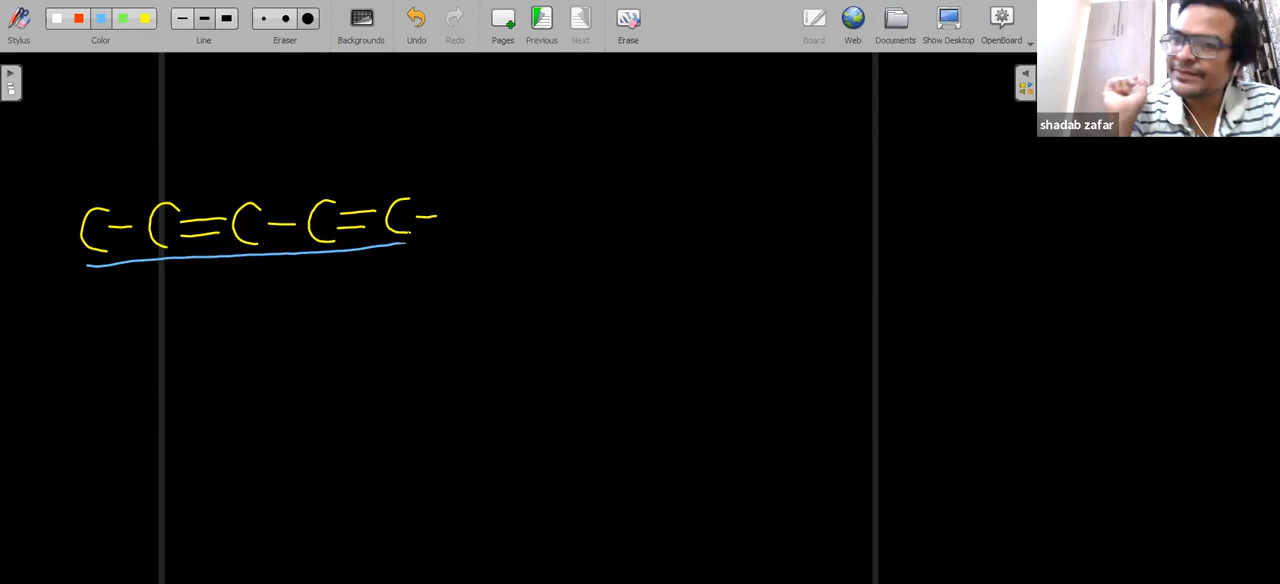 Stylus Color Line Eraser Backgrounds Undo Redo Pages Previous Next Erase Board Web Documents Show Desktop OpenBoard
shadab zafar
C-C=C-C=C-